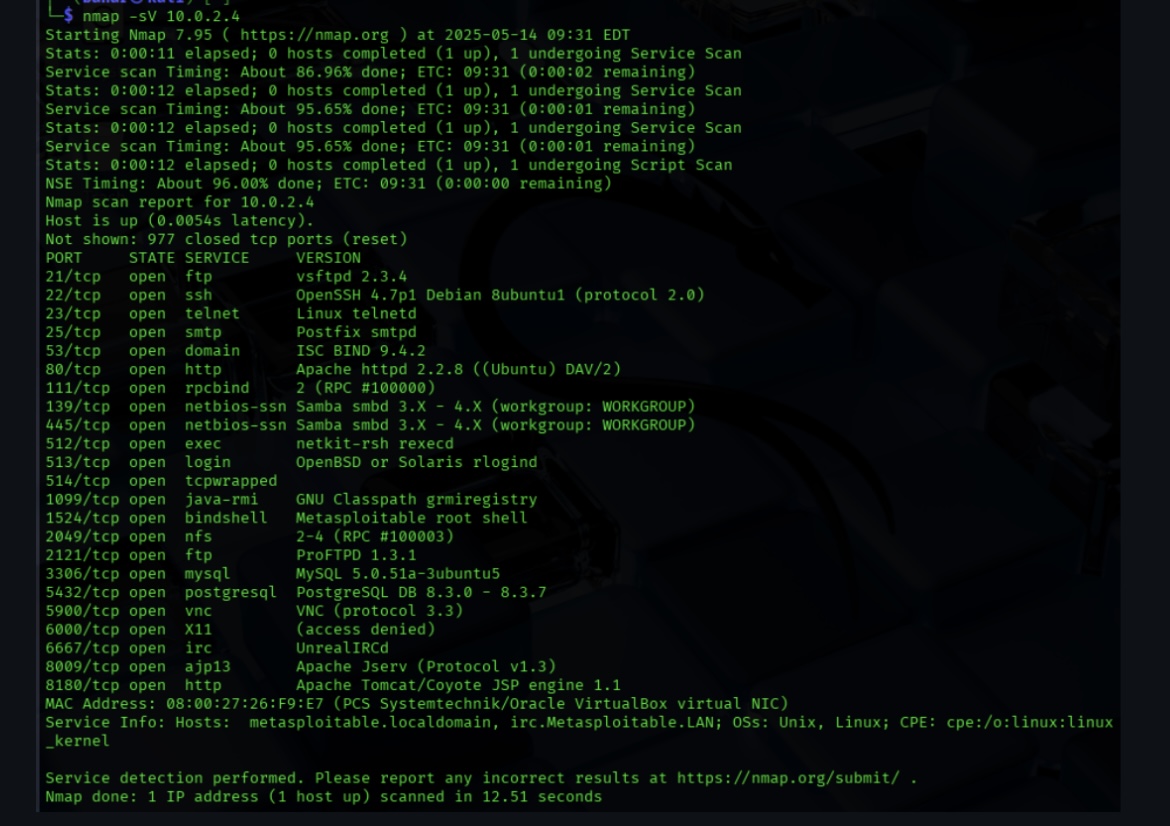 └─$ nmap -sV 10.0.2.4
Starting Nmap 7.95 ( https://nmap.org ) at 2025-05-14 09:31 EDT
Stats: 0:00:11 elapsed; 0 hosts completed (1 up), 1 undergoing Service Scan
Service scan Timing: About 86.96% done; ETC: 09:31 (0:00:02 remaining)
Stats: 0:00:12 elapsed; 0 hosts completed (1 up), 1 undergoing Service Scan
Service scan Timing: About 95.65% done; ETC: 09:31 (0:00:01 remaining)
Stats: 0:00:12 elapsed; 0 hosts completed (1 up), 1 undergoing Service Scan
Service scan Timing: About 95.65% done; ETC: 09:31 (0:00:01 remaining)
Stats: 0:00:12 elapsed; 0 hosts completed (1 up), 1 undergoing Script Scan
NSE Timing: About 96.00% done; ETC: 09:31 (0:00:00 remaining)
Nmap scan report for 10.0.2.4
Host is up (0.0054s latency).
Not shown: 977 closed tcp ports (reset)
PORT     STATE SERVICE     VERSION
21/tcp   open  ftp         vsftpd 2.3.4
22/tcp   open  ssh         OpenSSH 4.7p1 Debian 8ubuntu1 (protocol 2.0)
23/tcp   open  telnet      Linux telnetd
25/tcp   open  smtp        Postfix smtpd
53/tcp   open  domain      ISC BIND 9.4.2
80/tcp   open  http        Apache httpd 2.2.8 ((Ubuntu) DAV/2)
111/tcp  open  rpcbind     2 (RPC #100000)
139/tcp  open  netbios-ssn Samba smbd 3.X - 4.X (workgroup: WORKGROUP)
445/tcp  open  netbios-ssn Samba smbd 3.X - 4.X (workgroup: WORKGROUP)
512/tcp  open  exec        netkit-rsh rexecd
513/tcp  open  login       OpenBSD or Solaris rlogind
514/tcp  open  tcpwrapped
1099/tcp open  java-rmi    GNU Classpath grmiregistry
1524/tcp open  bindshell   Metasploitable root shell
2049/tcp open  nfs         2-4 (RPC #100003)
2121/tcp open  ftp         ProFTPD 1.3.1
3306/tcp open  mysql       MySQL 5.0.51a-3ubuntu5
5432/tcp open  postgresql  PostgreSQL DB 8.3.0 - 8.3.7
5900/tcp open  vnc         VNC (protocol 3.3)
6000/tcp open  X11         (access denied)
6667/tcp open  irc         UnrealIRCd
8009/tcp open  ajp13       Apache Jserv (Protocol v1.3)
8180/tcp open  http        Apache Tomcat/Coyote JSP engine 1.1
MAC Address: 08:00:27:26:F9:E7 (PCS Systemtechnik/Oracle VirtualBox virtual NIC)
Service Info: Hosts:  metasploitable.localdomain, irc.Metasploitable.LAN; OSs: Unix, Linux; CPE: cpe:/o:linux:linux
_kernel
Service detection performed. Please report any incorrect results at https://nmap.org/submit/ .
Nmap done: 1 IP address (1 host up) scanned in 12.51 seconds